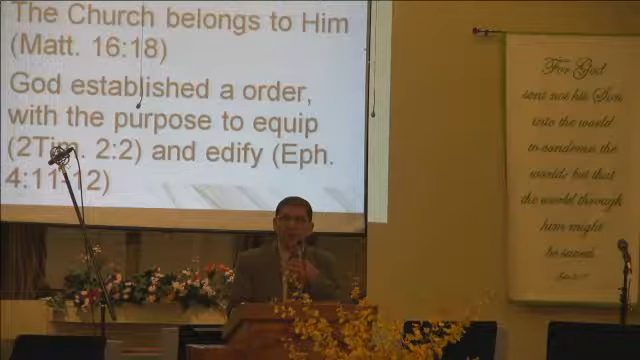 The Church belongs to Him
(Matt. 16:18)
God established a order,
with the purpose to equip
(2Tim. 2:2) and edify (Eph.
4:11-12)
For God
sent not his Son
into the world
to condemn the
world; but that
the world through
him might
be saved.